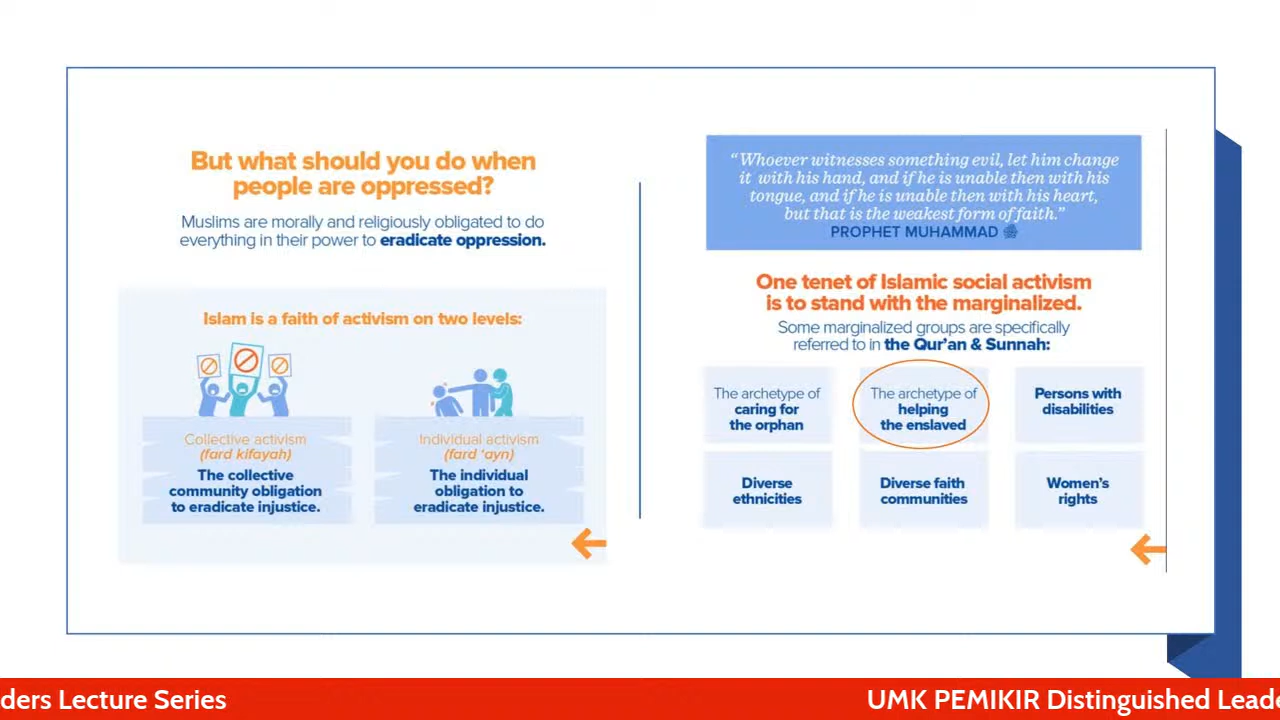 But what should you do when
people are oppressed?
Muslims are morally and religiously obligated to do
everything in their power to eradicate oppression.
Islam is a faith of activism on two levels:
Collective activism
(fard kifayah)
The collective
community obligation
to eradicate injustice.
Individual activism
(fard ‘ayn)
The individual
obligation to
eradicate injustice.
“Whoever witnesses something evil, let him change
it with his hand, and if he is unable then with his
tongue, and if he is unable then with his heart,
but that is the weakest form of faith.”
PROPHET MUHAMMAD ﷺ
One tenet of Islamic social activism
is to stand with the marginalized.
Some marginalized groups are specifically
referred to in the Qur’an & Sunnah:
The archetype of
caring for
the orphan
The archetype of
helping
the enslaved
Persons with
disabilities
Diverse
ethnicities
Diverse faith
communities
Women’s
rights
ders Lecture Series
UMK PEMIKIR Distinguished Leade